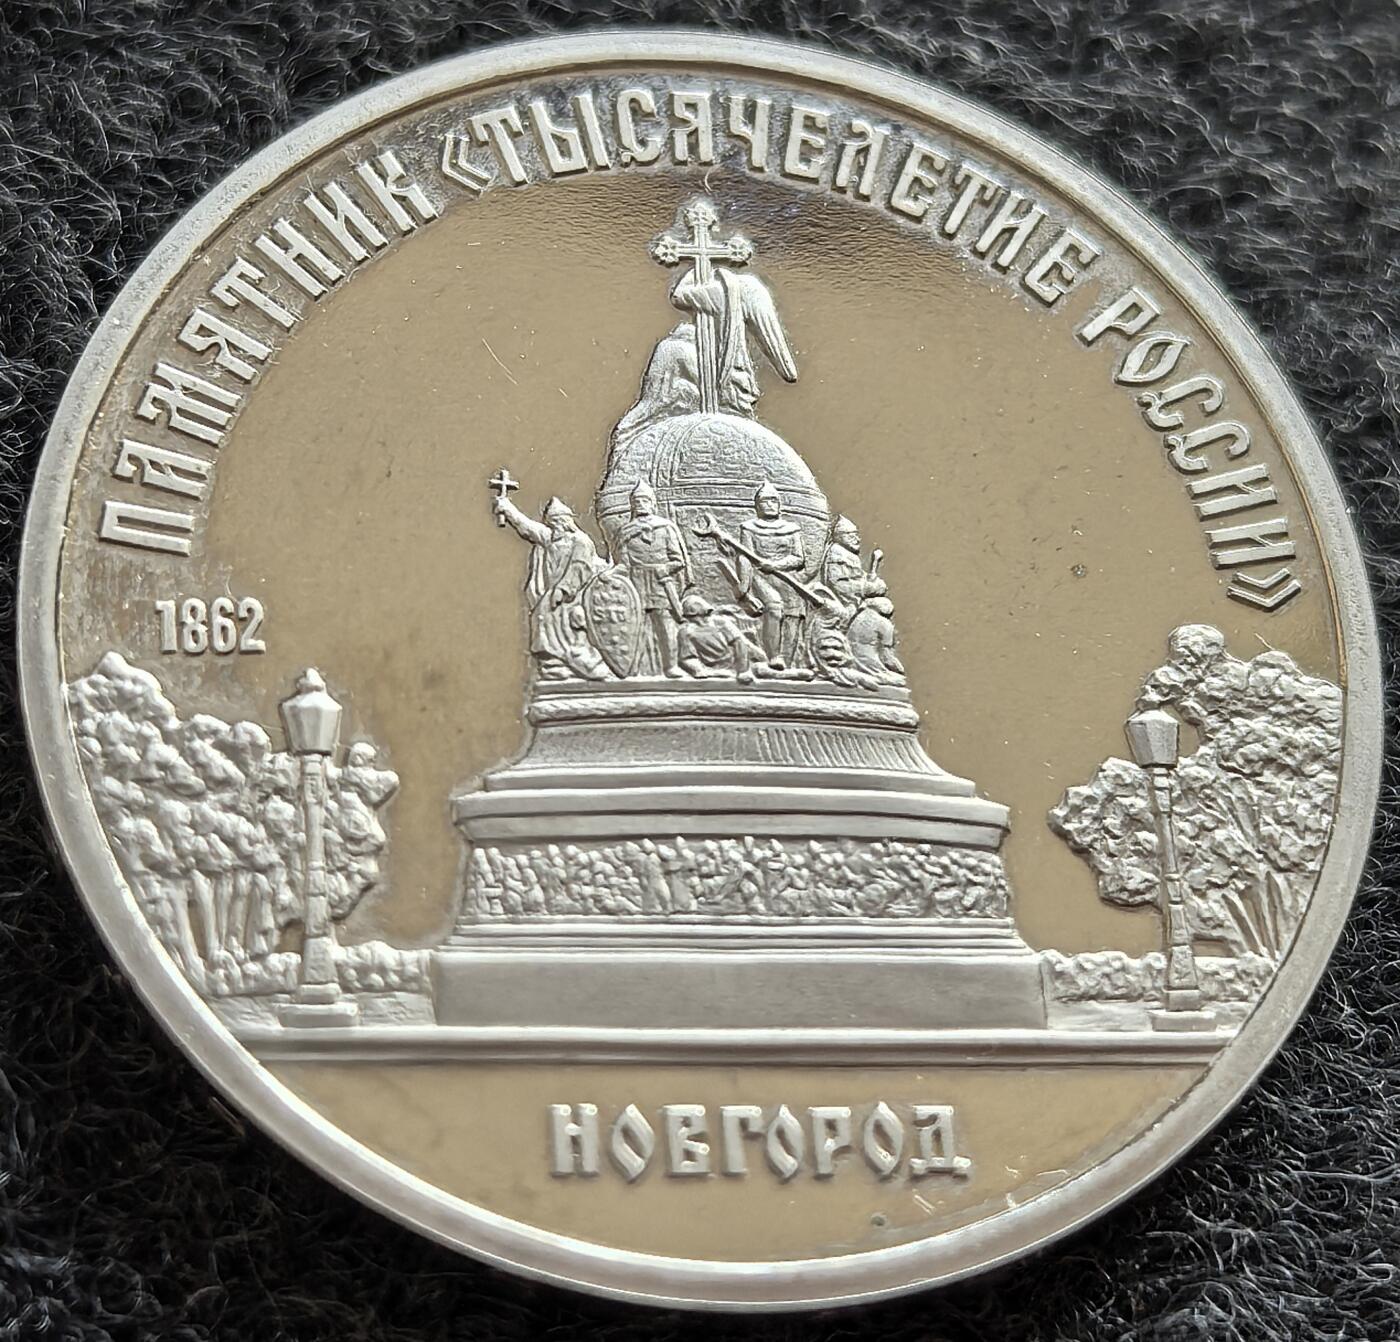 ПАМЯТНИК «ТЫСЯЧЕЛЕТИЕ РОССИИ»
1862
НОВГОРОД